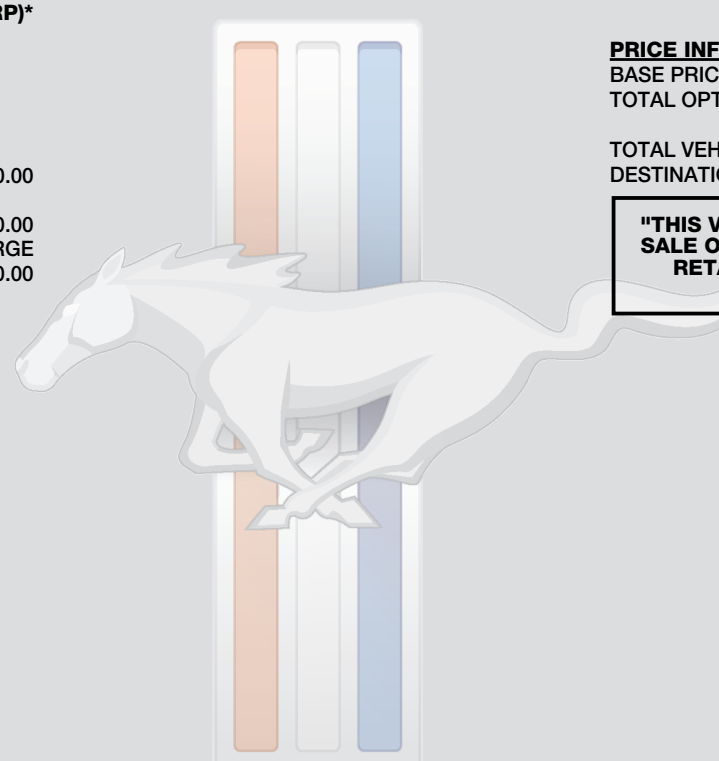 RP)*
0.00
0.00
RGE
0.00
PRICE INF
BASE PRIC
TOTAL OPT
TOTAL VEH
DESTINATI
"THIS V
SALE O
RETA